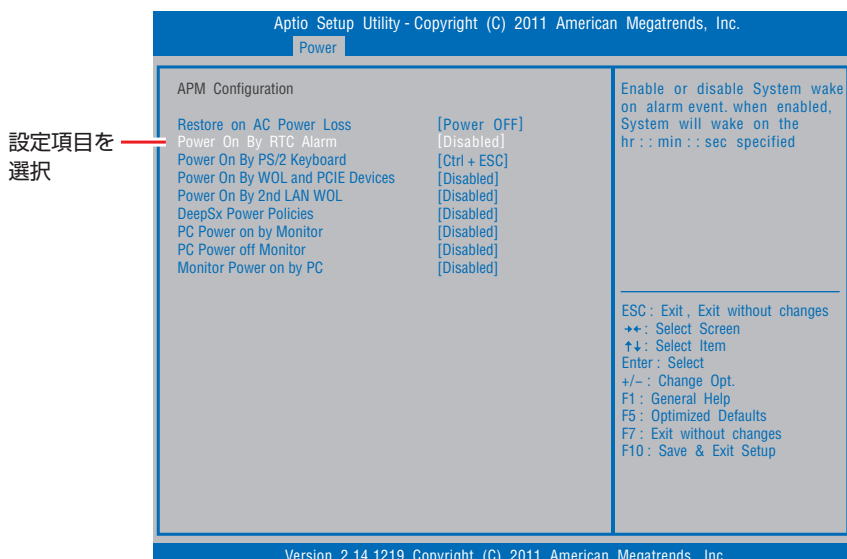 Aptio Setup Utility - Copyright (C) 2011 American Megatrends, Inc.
Power
設定項目を
選択
APM Configuration
Restore on AC Power Loss [Power OFF]
Power On By RTC Alarm [Disabled]
Power On By PS/2 Keyboard [Ctrl + ESC]
Power On By WOL and PCIE Devices [Disabled]
Power On By 2nd LAN WOL [Disabled]
DeepSx Power Policies [Disabled]
PC Power on by Monitor [Disabled]
PC Power off Monitor [Disabled]
Monitor Power on by PC [Disabled]
Enable or disable System wake
on alarm event. when enabled,
System will wake on the
hr : : min : : sec specified
ESC : Exit , Exit without changes
→← : Select Screen
↑↓ : Select Item
Enter : Select
+/− : Change Opt.
F1 : General Help
F5 : Optimized Defaults
F7 : Exit without changes
F10 : Save & Exit Setup
Version 2.14.1219. Copyright (C) 2011 American Megatrends, Inc.